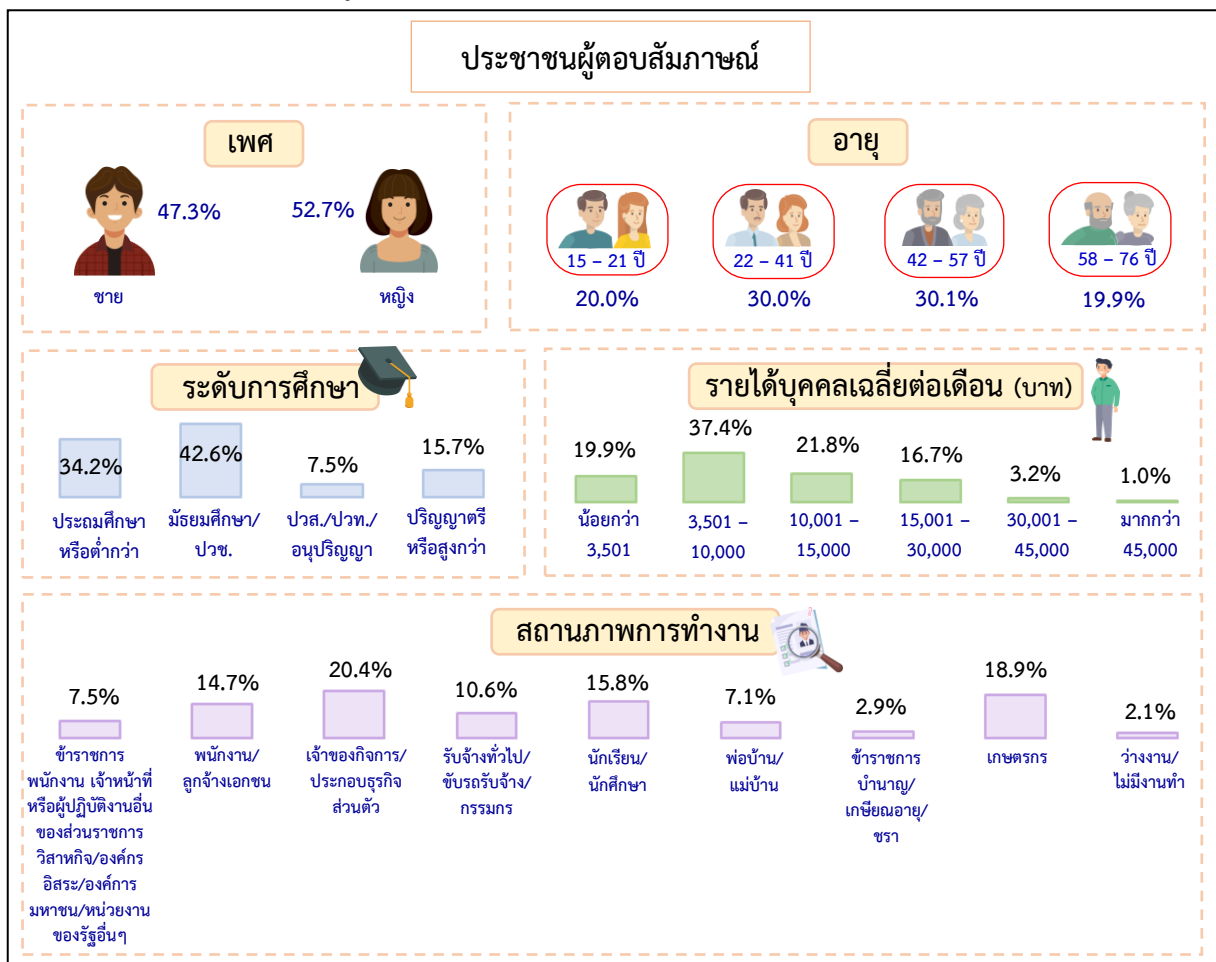 ประชาชนผู้ตอบสัมภาษณ์
เพศ
47.3%
52.7%
ชาย
หญิง
อายุ
15 – 21 ปี
22 – 41 ปี
42 – 57 ปี
58 – 76 ปี
20.0%
30.0%
30.1%
19.9%
ระดับการศึกษา
34.2%
42.6%
7.5%
15.7%
ประถมศึกษา
หรือต่ำกว่า
มัธยมศึกษา/
ปวช.
ปวส./ปวท./
อนุปริญญา
ปริญญาตรี
หรือสูงกว่า
รายได้บุคคลเฉลี่ยต่อเดือน (บาท)
19.9%
37.4%
21.8%
16.7%
3.2%
1.0%
น้อยกว่า
3,501
3,501 –
10,000
10,001 –
15,000
15,001 –
30,000
30,001 –
45,000
มากกว่า
45,000
สถานภาพการทำงาน
7.5%
14.7%
20.4%
10.6%
15.8%
7.1%
2.9%
18.9%
2.1%
ข้าราชการ
พนักงาน เจ้าหน้าที่
หรือผู้ปฏิบัติงานอื่น
ของส่วนราชการ
วิสาหกิจ/องค์กร
อิสระ/องค์การ
มหาชน/หน่วยงาน
ของรัฐอื่นๆ
พนักงาน/
ลูกจ้างเอกชน
เจ้าของกิจการ/
ประกอบธุรกิจ
ส่วนตัว
รับจ้างทั่วไป/
ขับรถรับจ้าง/
กรรมกร
นักเรียน/
นักศึกษา
พ่อบ้าน/
แม่บ้าน
ข้าราชการ
บำนาญ/
เกษียณอายุ/
ชรา
เกษตรกร
ว่างงาน/
ไม่มีงานทำ